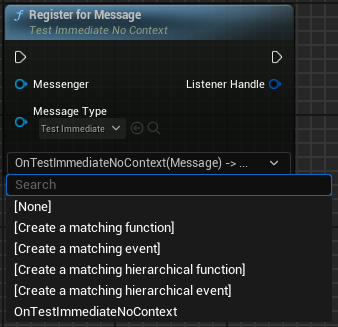 Register for Message
Test Immediate No Context
Messenger
Listener Handle
Message Type
Test Immediate
OnTestImmediateNoContext(Message) -> ...
Search
[None]
[Create a matching function]
[Create a matching event]
[Create a matching hierarchical function]
[Create a matching hierarchical event]
OnTestImmediateNoContext